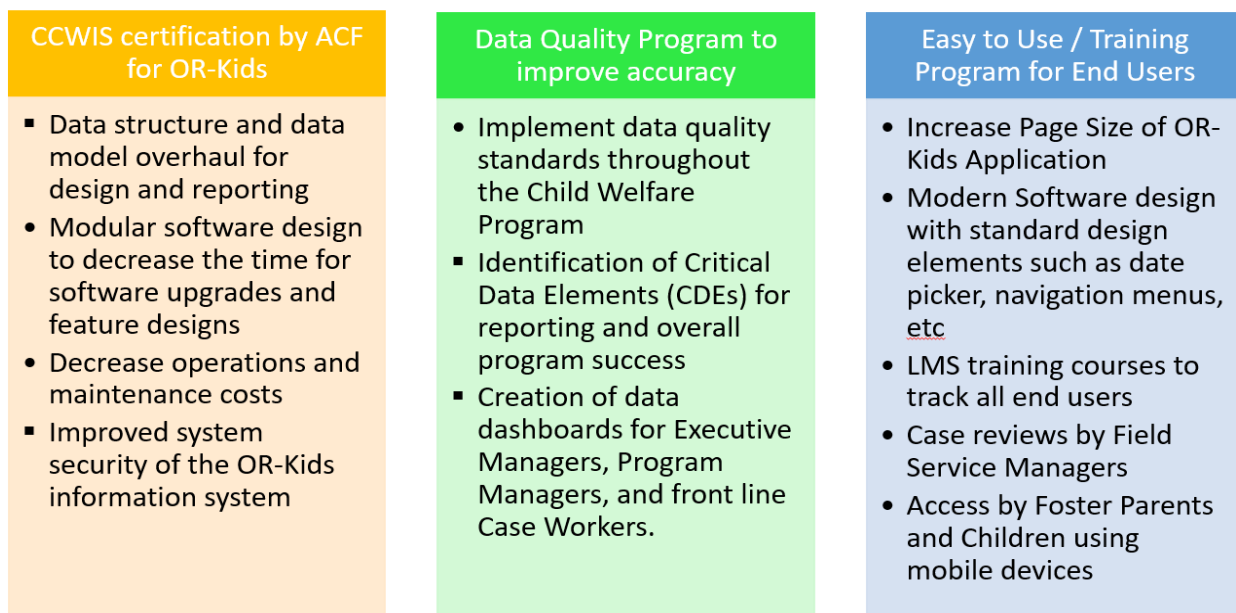 CCWIS certification by ACF
for OR-Kids
▪ Data structure and data
model overhaul for
design and reporting
• Modular software design
to decrease the time for
software upgrades and
feature designs
• Decrease operations and
maintenance costs
▪ Improved system
security of the OR-Kids
information system
Data Quality Program to
improve accuracy
• Implement data quality
standards throughout
the Child Welfare
Program
▪ Identification of Critical
Data Elements (CDEs) for
reporting and overall
program success
▪ Creation of data
dashboards for Executive
Managers, Program
Managers, and front line
Case Workers.
Easy to Use / Training
Program for End Users
• Increase Page Size of OR-
Kids Application
• Modern Software design
with standard design
elements such as date
picker, navigation menus,
etc
• LMS training courses to
track all end users
• Case reviews by Field
Service Managers
• Access by Foster Parents
and Children using
mobile devices